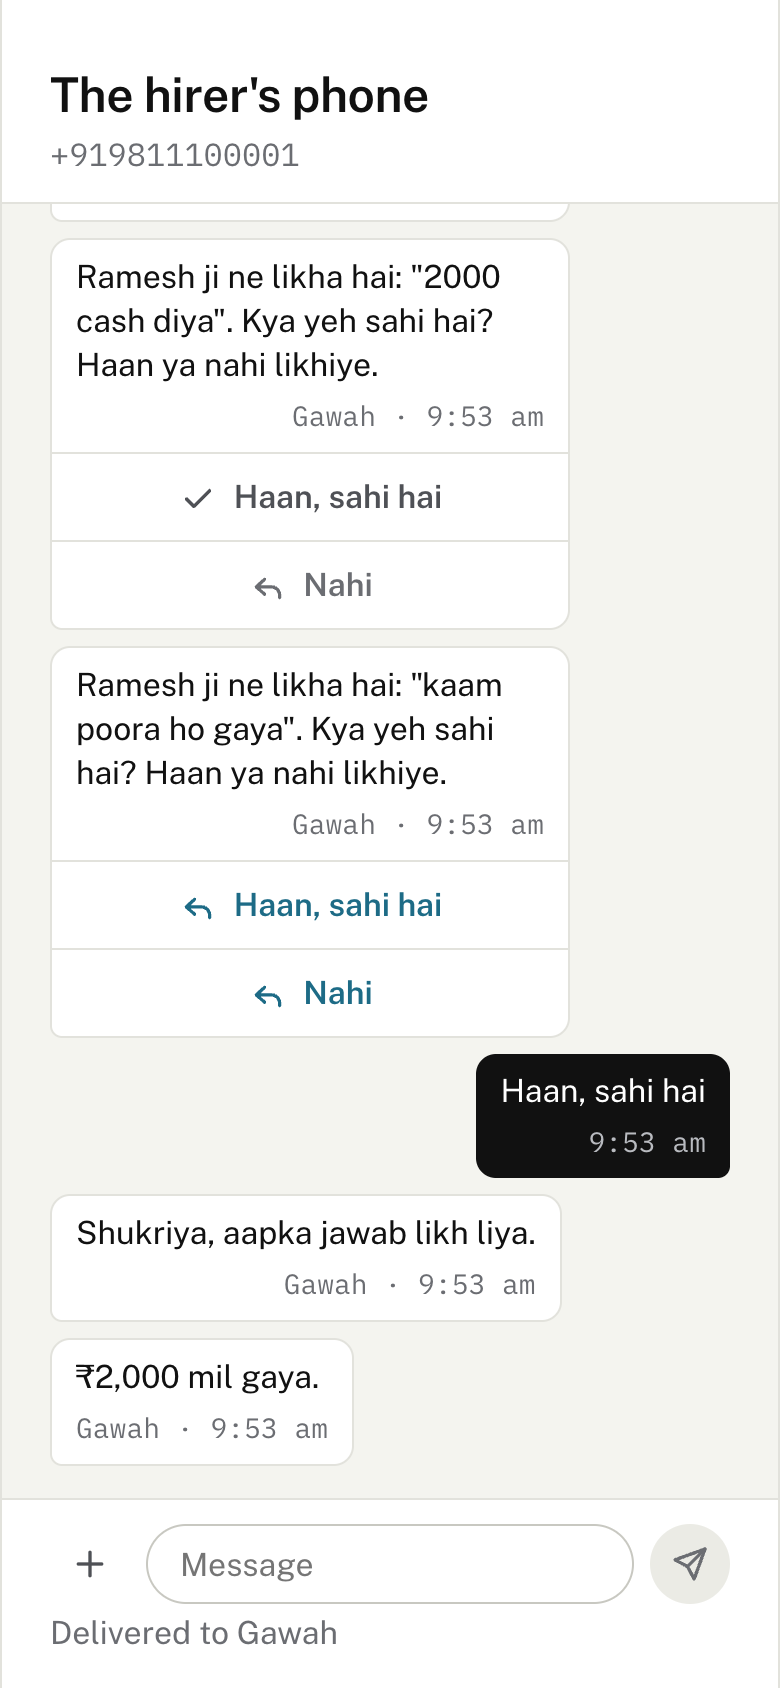 The hirer's phone
+919811100001
Ramesh ji ne likha hai: "2000
cash diya". Kya yeh sahi hai?
Haan ya nahi likhiye.
Gawah · 9:53 am
Haan, sahi hai
Nahi
Ramesh ji ne likha hai: "kaam
poora ho gaya". Kya yeh sahi
hai? Haan ya nahi likhiye.
Gawah · 9:53 am
Haan, sahi hai
Nahi
Haan, sahi hai
9:53 am
Shukriya, aapka jawab likh liya.
Gawah · 9:53 am
₹2,000 mil gaya.
Gawah · 9:53 am
Message
Delivered to Gawah